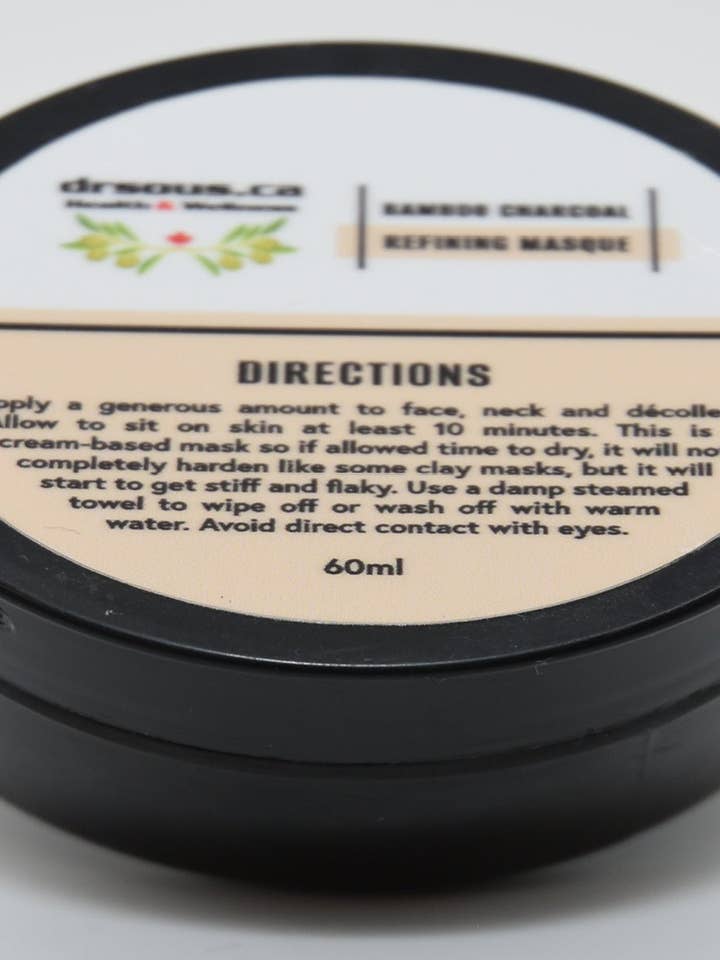 drsous.ca
Health & Wellness
BAMBOO CHARCOAL
REFINING MASQUE
DIRECTIONS
pply a generous amount to face, neck and décolle
Allow to sit on skin at least 10 minutes. This is
cream-based mask so if allowed time to dry, it will no
completely harden like some clay masks, but it will
start to get stiff and flaky. Use a damp steamed
towel to wipe off or wash off with warm
water. Avoid direct contact with eyes.
60ml